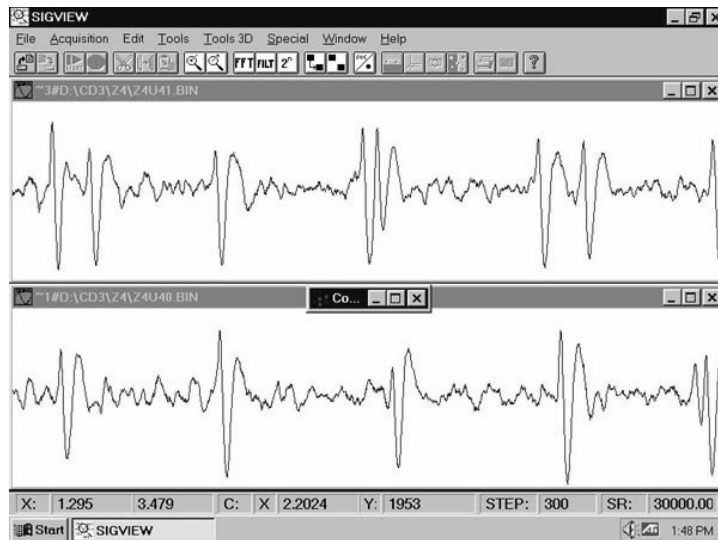 SIGVIEW
File Acquisition Edit Tools Tools 3D Special Window Help
FFT FILT 2ⁿ ?
~3#D:\CD3\Z4\Z4U41.BIN
~1#D:\CD3\Z4\Z4U40.BIN
Co...
X: 1.295 3.479 C: X 2.2024 Y: 1953 STEP: 300 SR: 30000.00
Start SIGVIEW 1:48 PM